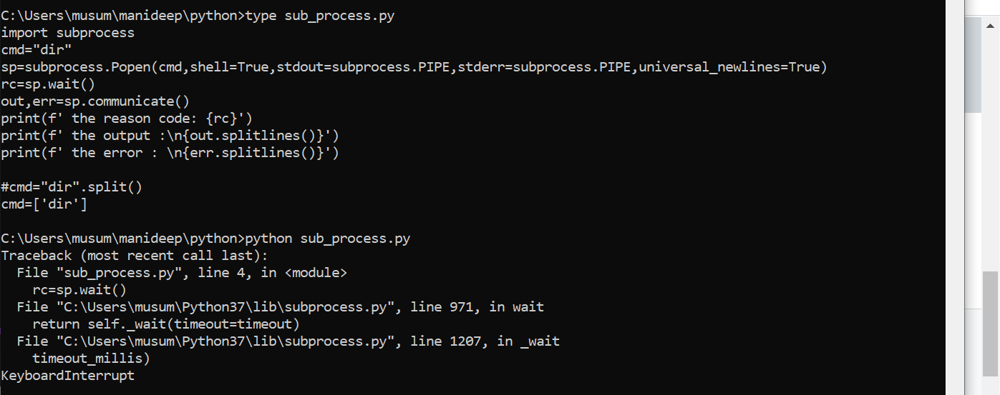 C:\Users\musum\manideep\python>type sub_process.py
import subprocess
cmd="dir"
sp=subprocess.Popen(cmd,shell=True,stdout=subprocess.PIPE,stderr=subprocess.PIPE,universal_newlines=True)
rc=sp.wait()
out,err=sp.communicate()
print(f' the reason code: {rc}')
print(f' the output :\n{out.splitlines()}')
print(f' the error : \n{err.splitlines()}')

#cmd="dir".split()
cmd=['dir']

C:\Users\musum\manideep\python>python sub_process.py
Traceback (most recent call last):
  File "sub_process.py", line 4, in <module>
    rc=sp.wait()
  File "C:\Users\musum\Python37\lib\subprocess.py", line 971, in wait
    return self._wait(timeout=timeout)
  File "C:\Users\musum\Python37\lib\subprocess.py", line 1207, in _wait
    timeout_millis)
KeyboardInterrupt